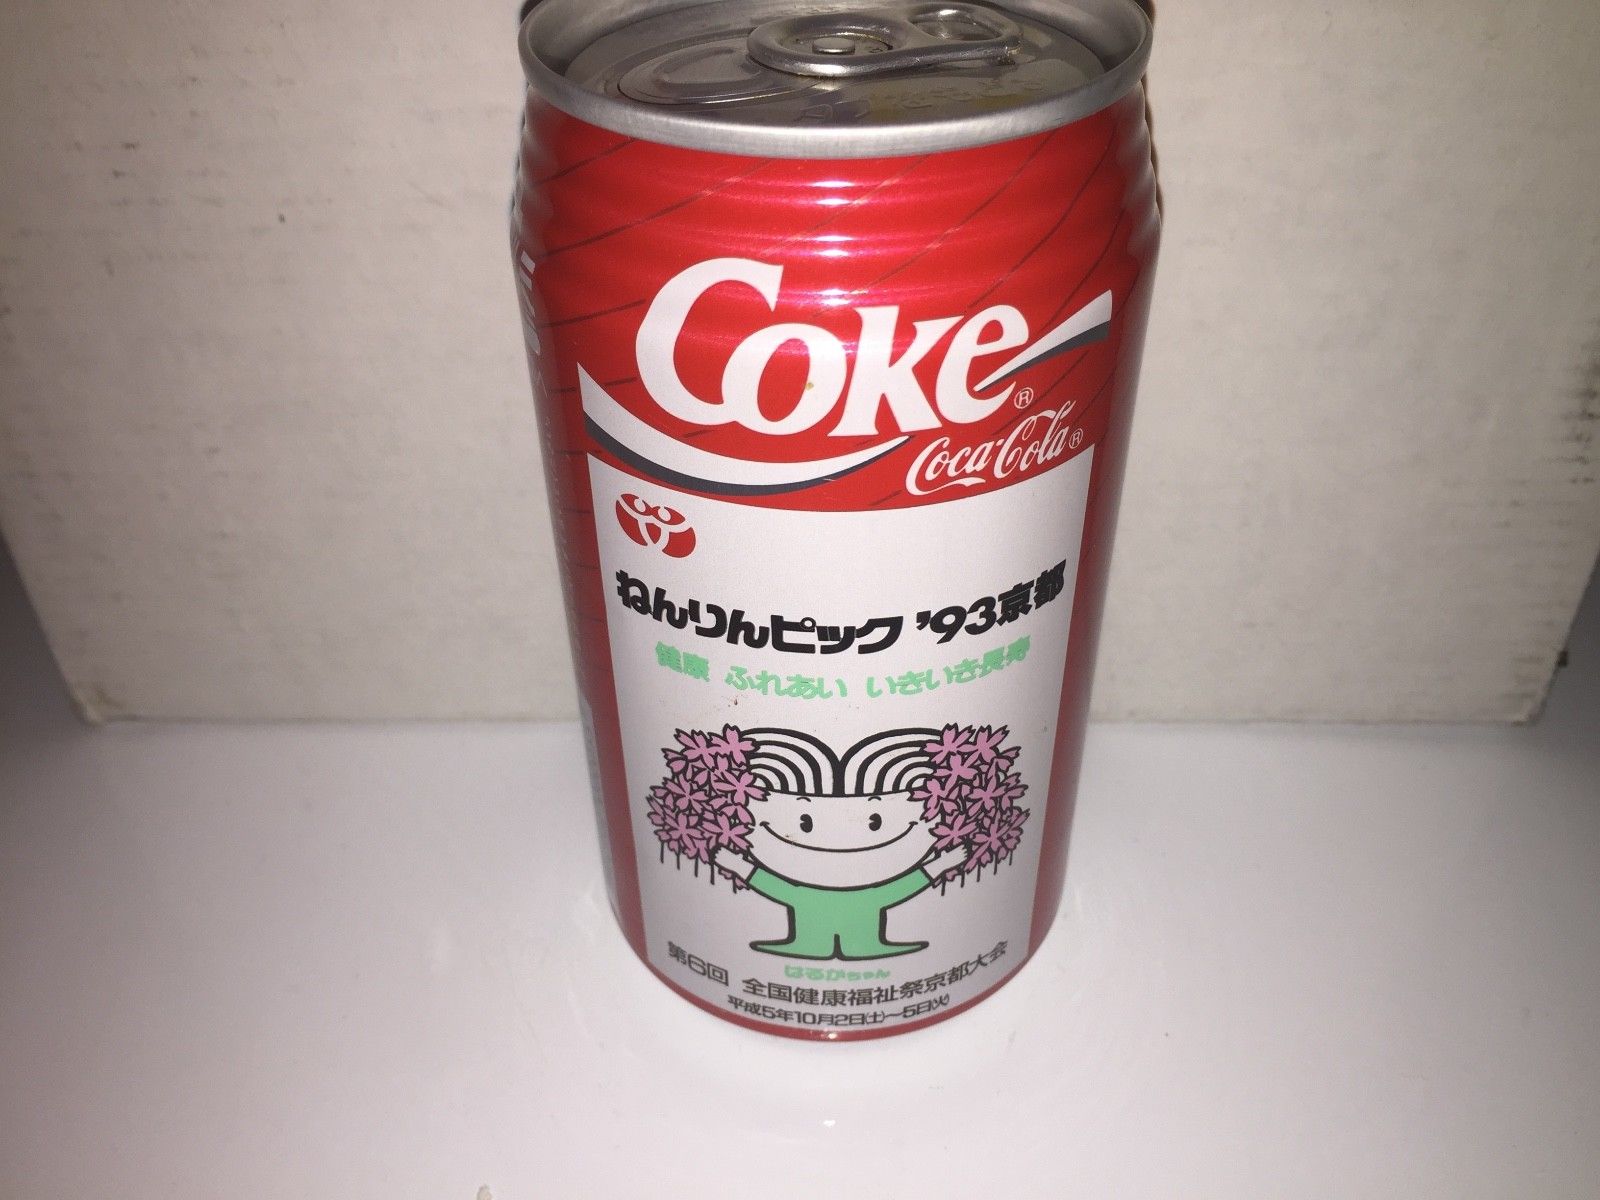 Coke®
Coca-Cola®
ねんりんピック '93京都
健康 ふれあい いきいき長寿
はるかちゃん
第6回 全国健康福祉祭京都大会
平成5年10月2日(土)〜5日(火)